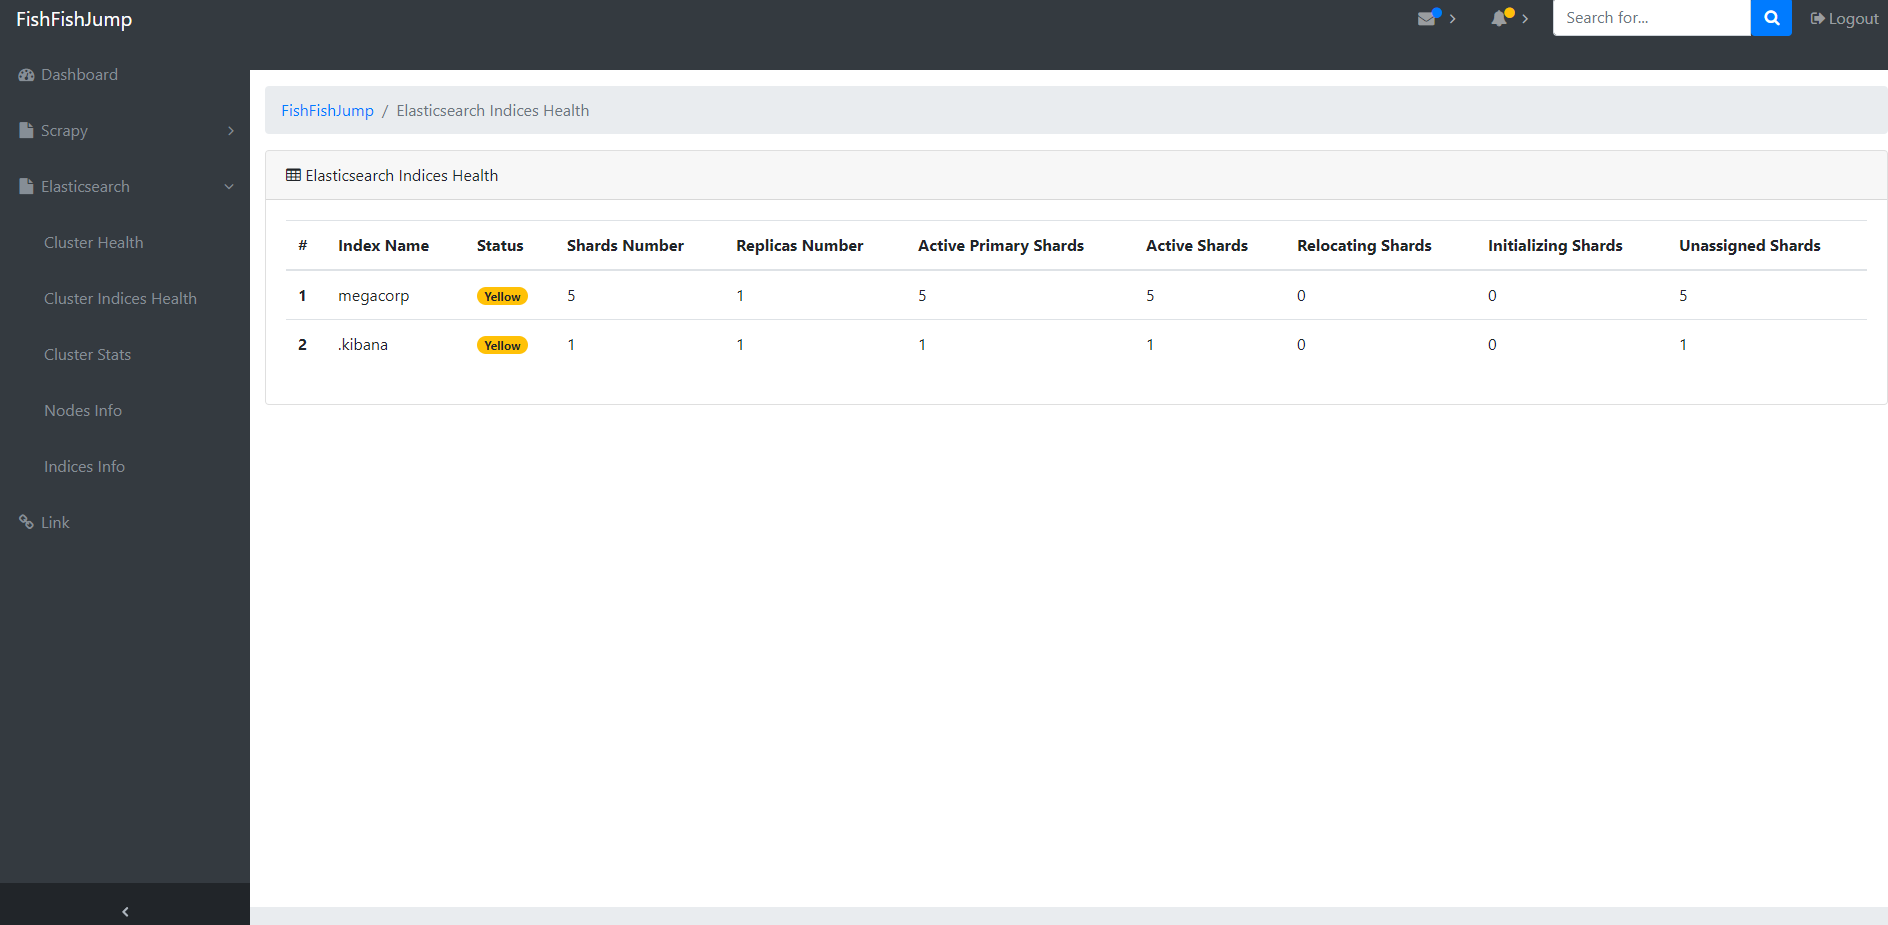 FishFishJump
Search for...
Logout
Dashboard
Scrapy
Elasticsearch
Cluster Health
Cluster Indices Health
Cluster Stats
Nodes Info
Indices Info
Link
FishFishJump / Elasticsearch Indices Health
Elasticsearch Indices Health
# Index Name Status Shards Number Replicas Number Active Primary Shards Active Shards Relocating Shards Initializing Shards Unassigned Shards
1 megacorp Yellow 5 1 5 5 0 0 5
2 .kibana Yellow 1 1 1 1 0 0 1